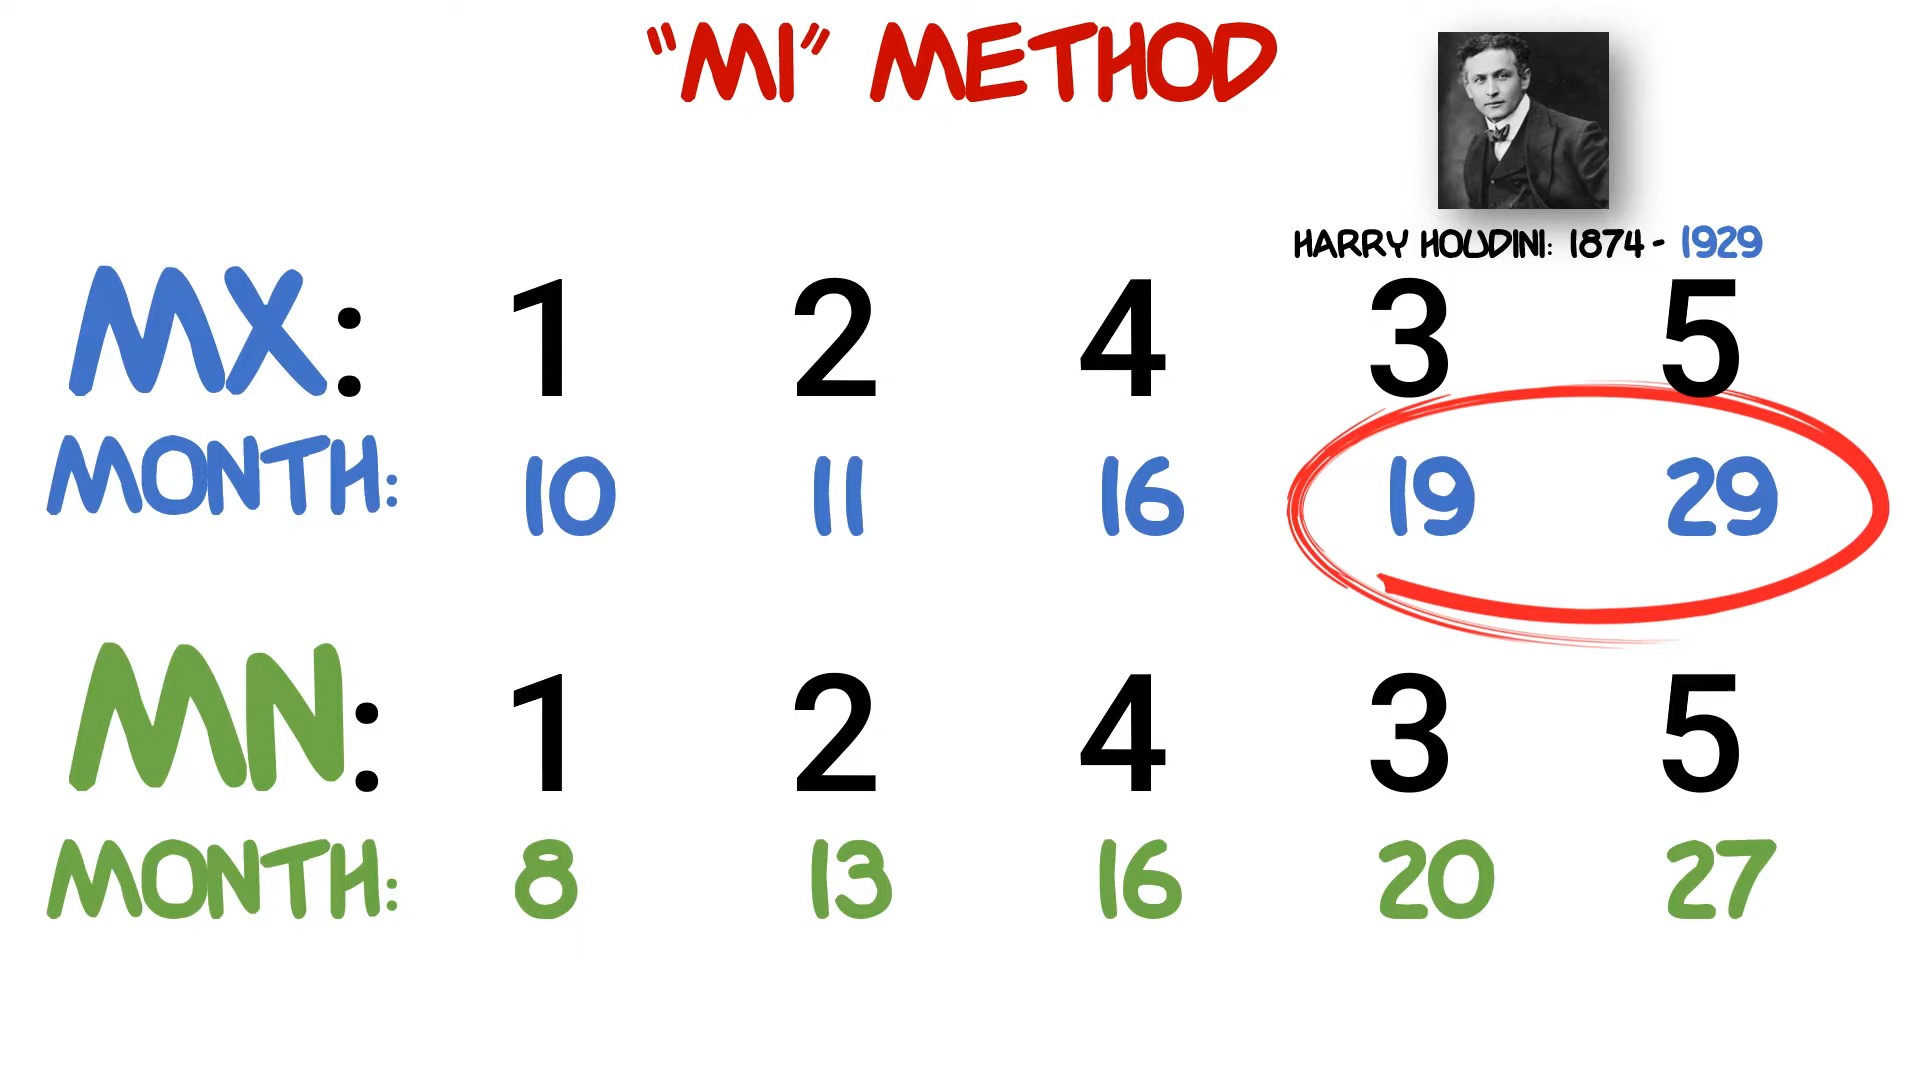 “MI” METHOD
HARRY HOUDINI: 1874 - 1929
MX: 1 2 4 3 5
MONTH: 10 11 16 19 29
MN: 1 2 4 3 5
MONTH: 8 13 16 20 27